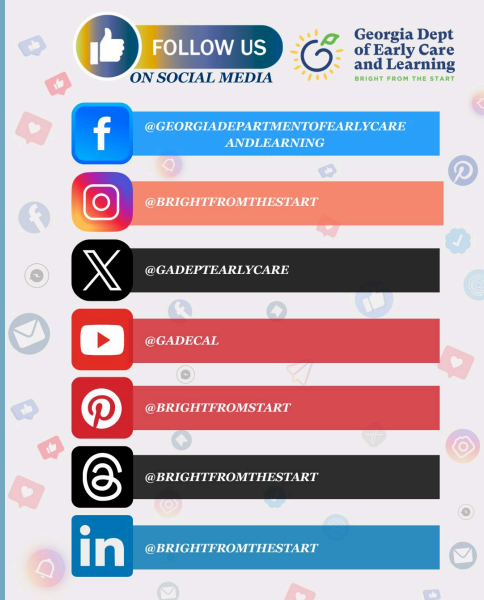 FOLLOW US
ON SOCIAL MEDIA
Georgia Dept
of Early Care
and Learning
BRIGHT FROM THE START
@GEORGIADEPARTMENTOFEARLYCARE
ANDLEARNING
@BRIGHTFROMTHESTART
@GADEPTEARLYCARE
@GADECAL
@BRIGHTFROMSTART
@BRIGHTFROMTHESTART
@BRIGHTFROMTHESTART